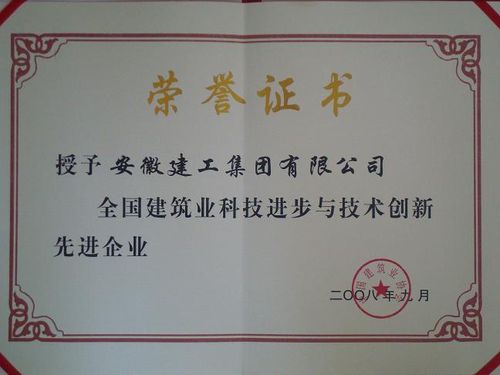 荣誉证书
授予 安徽建工集团有限公司
全国建筑业科技进步与技术创新
先进企业
二〇〇八年九月